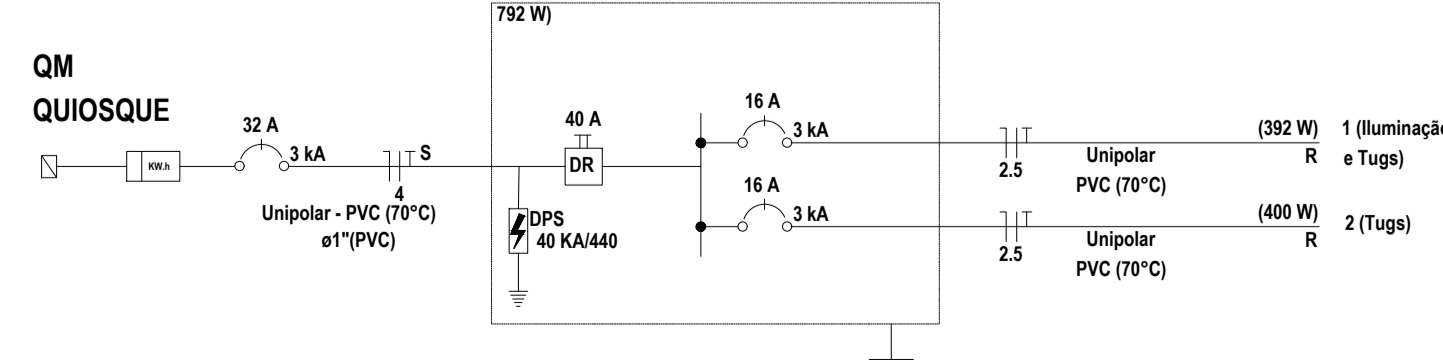 792 W)
QM
QUIOSQUE
KW.h
32 A
3 kA
S
4
Unipolar - PVC (70°C)
ø1"(PVC)
DPS
40 KA/440
40 A
DR
16 A
3 kA
2.5
Unipolar
PVC (70°C)
(392 W)
R
1 (Iluminação
e Tugs)
16 A
3 kA
2.5
Unipolar
PVC (70°C)
(400 W)
R
2 (Tugs)